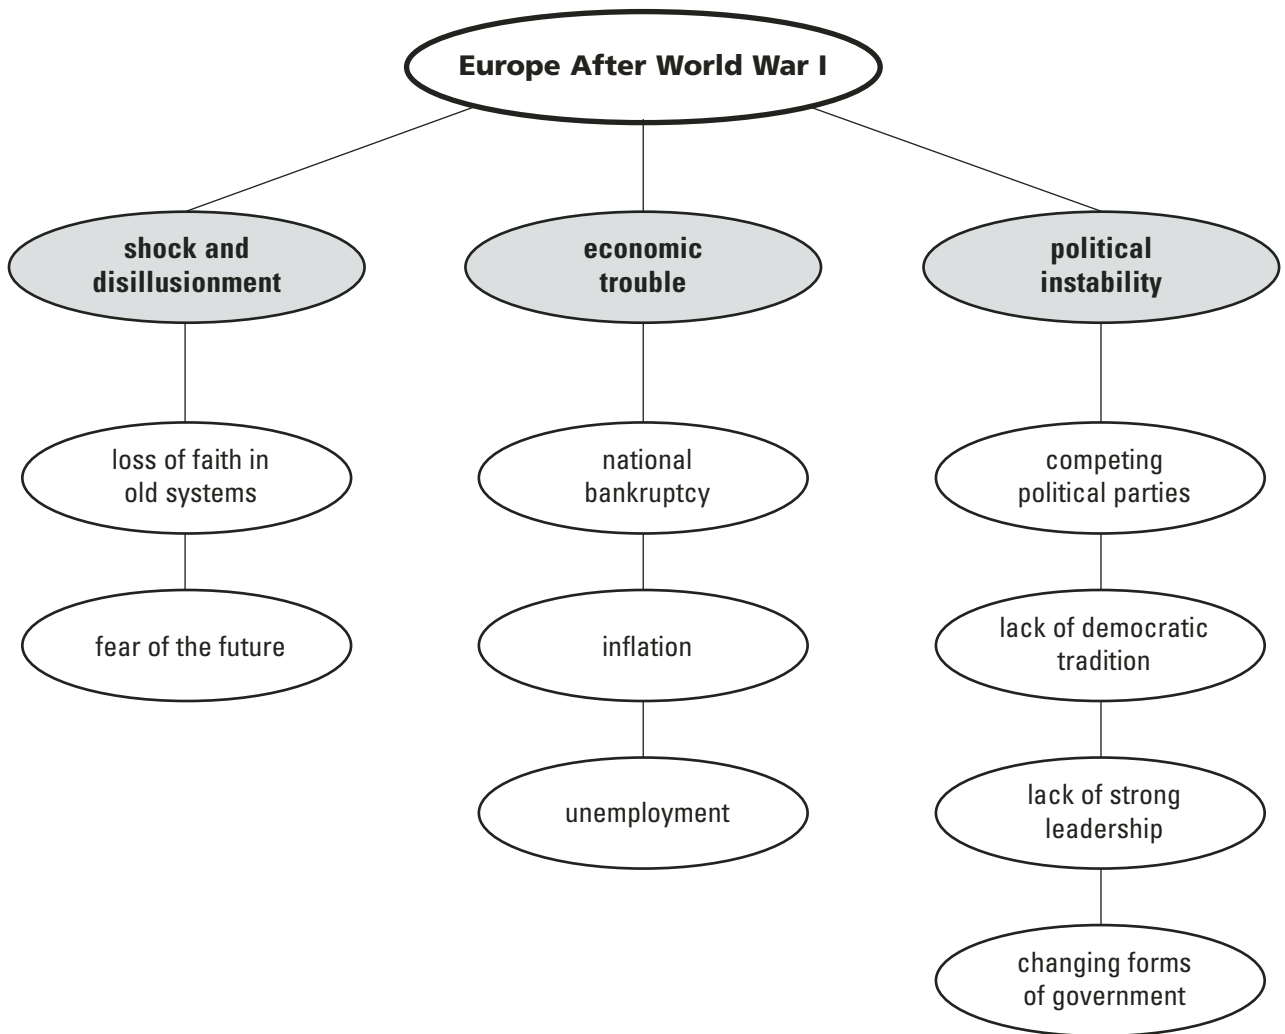 Europe After World War I
shock and
disillusionment
economic
trouble
political
instability
loss of faith in
old systems
national
bankruptcy
competing
political parties
fear of the future
inflation
lack of democratic
tradition
unemployment
lack of strong
leadership
changing forms
of government